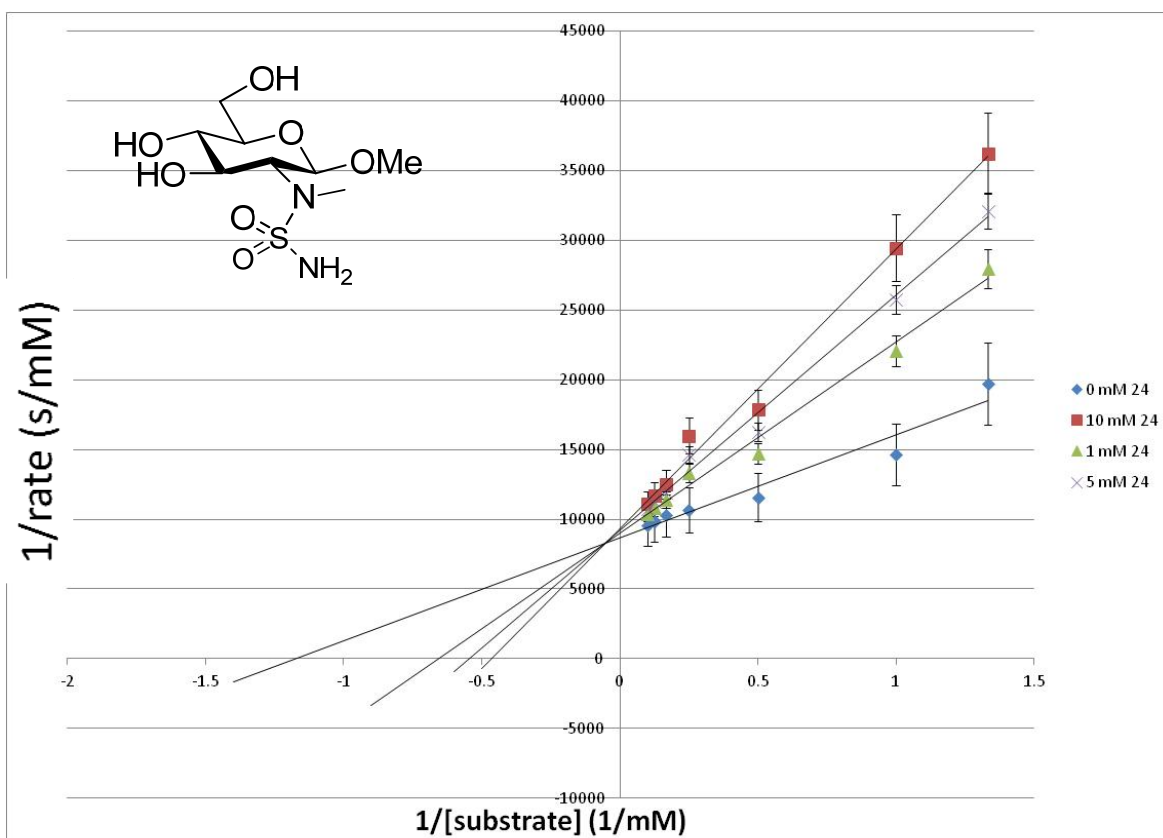 45000
40000
35000
30000
25000
20000
15000
10000
5000
0
-5000
-10000
-2
-1.5
-1
-0.5
0
0.5
1
1.5
1/rate (s/mM)
1/[substrate] (1/mM)
OH
O
HO
HO
OMe
N
O
S
O
NH2
0 mM 24
10 mM 24
1 mM 24
5 mM 24